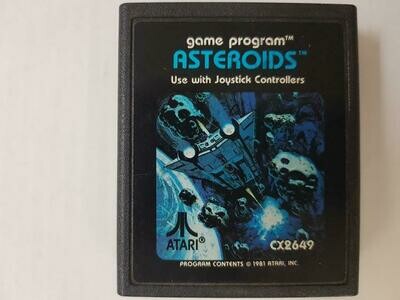 game program™
ASTEROIDS™
Use with Joystick Controllers
ATARI®
CX2649
PROGRAM CONTENTS © 1981 ATARI, INC.